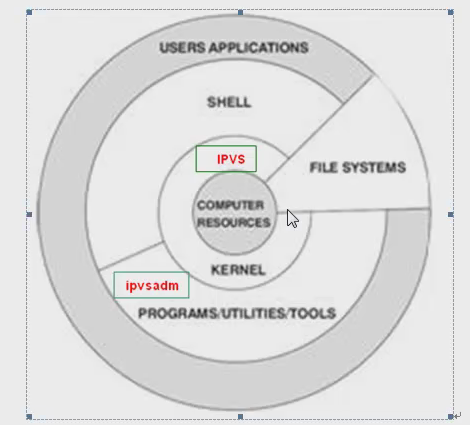 USERS APPLICATIONS
SHELL
IPVS
FILE SYSTEMS
COMPUTER
RESOURCES
KERNEL
ipvsadm
PROGRAMS/UTILITIES/TOOLS